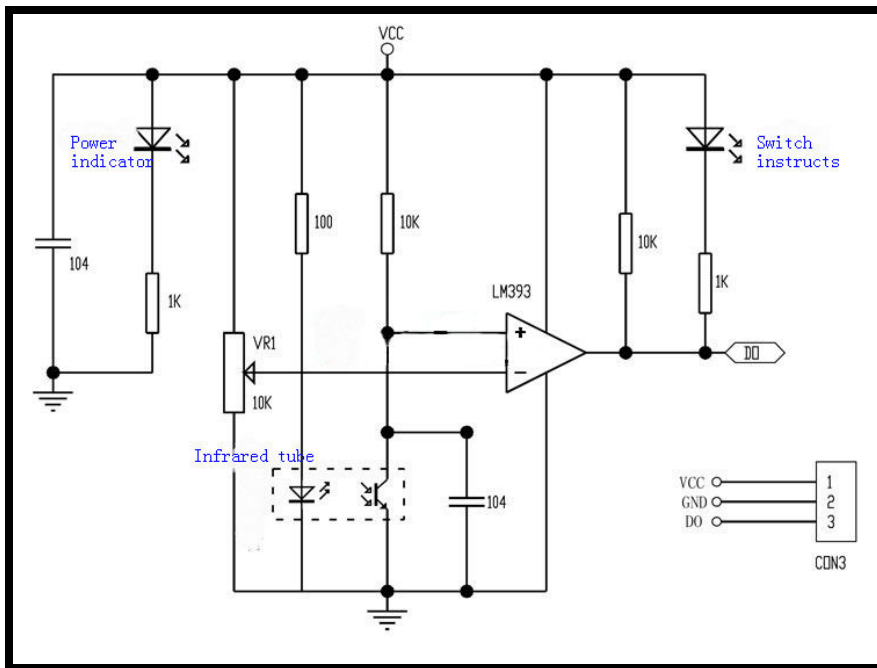 VCC
Power
indicator
Switch
instructs
100
10K
10K
104
1K
LM393
1K
VR1
+
DO
−
10K
Infrared tube
104
VCC
1
GND
2
DO
3
CON3